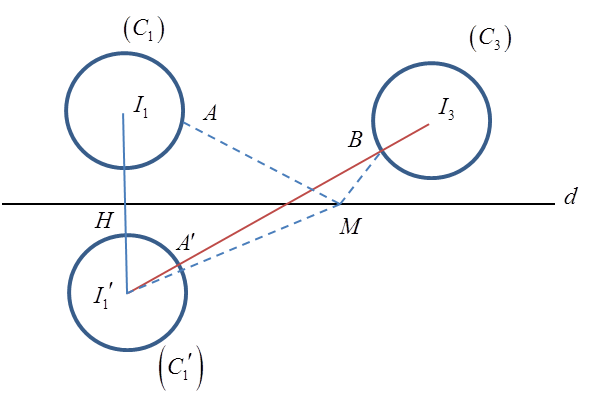 (C₁)
(C₃)
I₁
A
I₃
B
d
H
M
A′
I₁′
(C₁′)